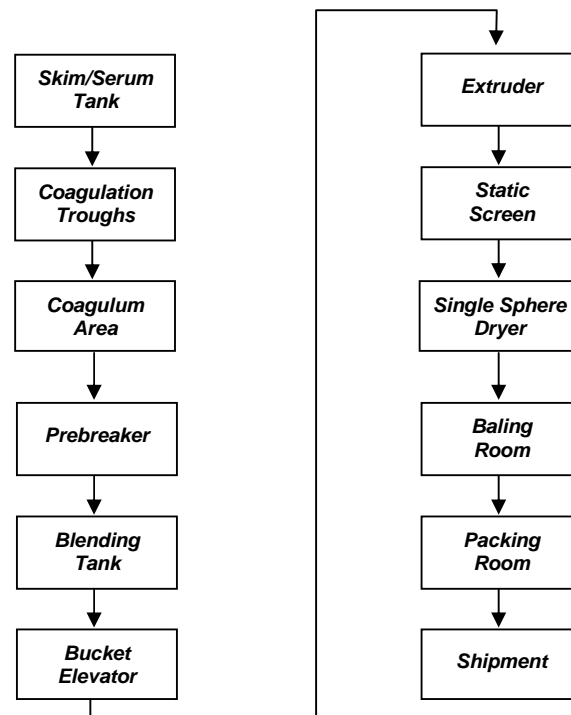 Skim/Serum
Tank
Coagulation
Troughs
Coagulum
Area
Prebreaker
Blending
Tank
Bucket
Elevator
Extruder
Static
Screen
Single Sphere
Dryer
Baling
Room
Packing
Room
Shipment